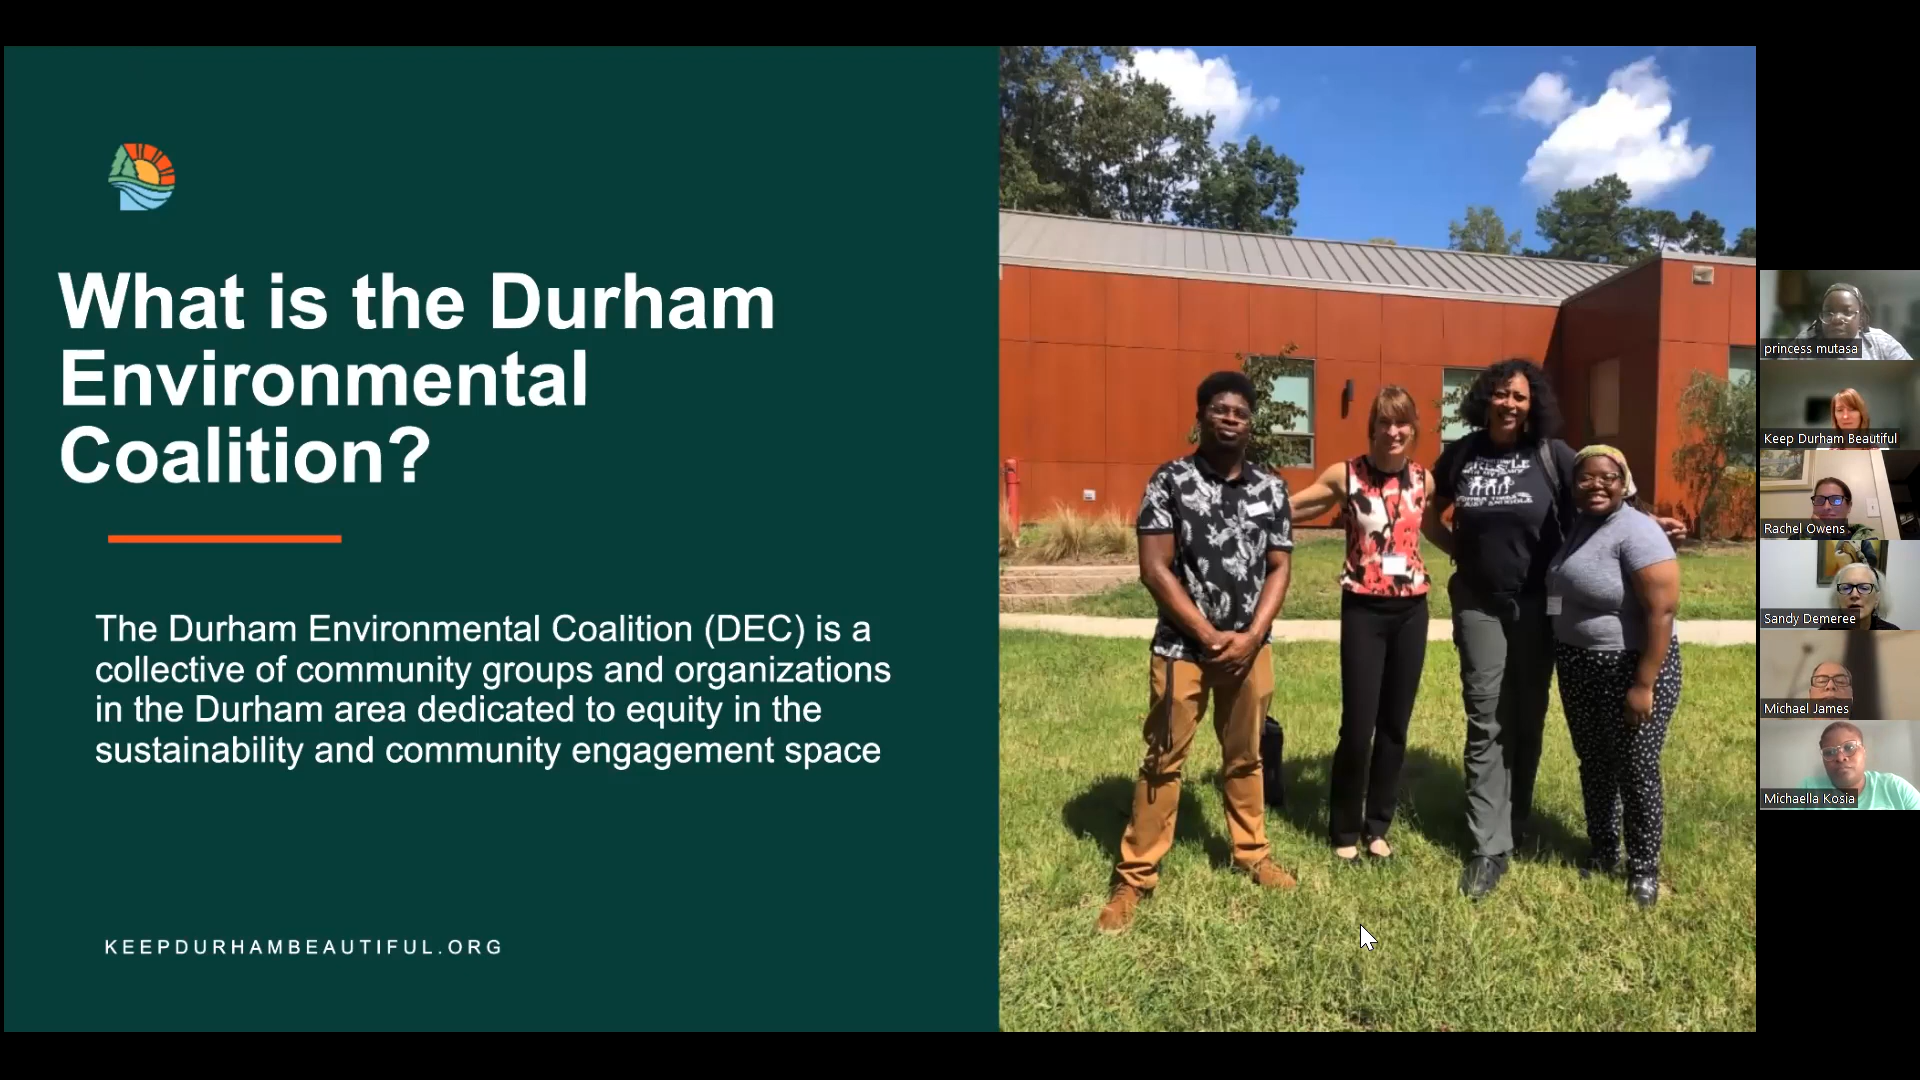 What is the Durham
Environmental
Coalition?
The Durham Environmental Coalition (DEC) is a
collective of community groups and organizations
in the Durham area dedicated to equity in the
sustainability and community engagement space
KEEPDURHAMBEAUTIFUL.ORG
princess mutasa
Keep Durham Beautiful
Rachel Owens
Sandy Demeree
Michael James
Michaella Kosia